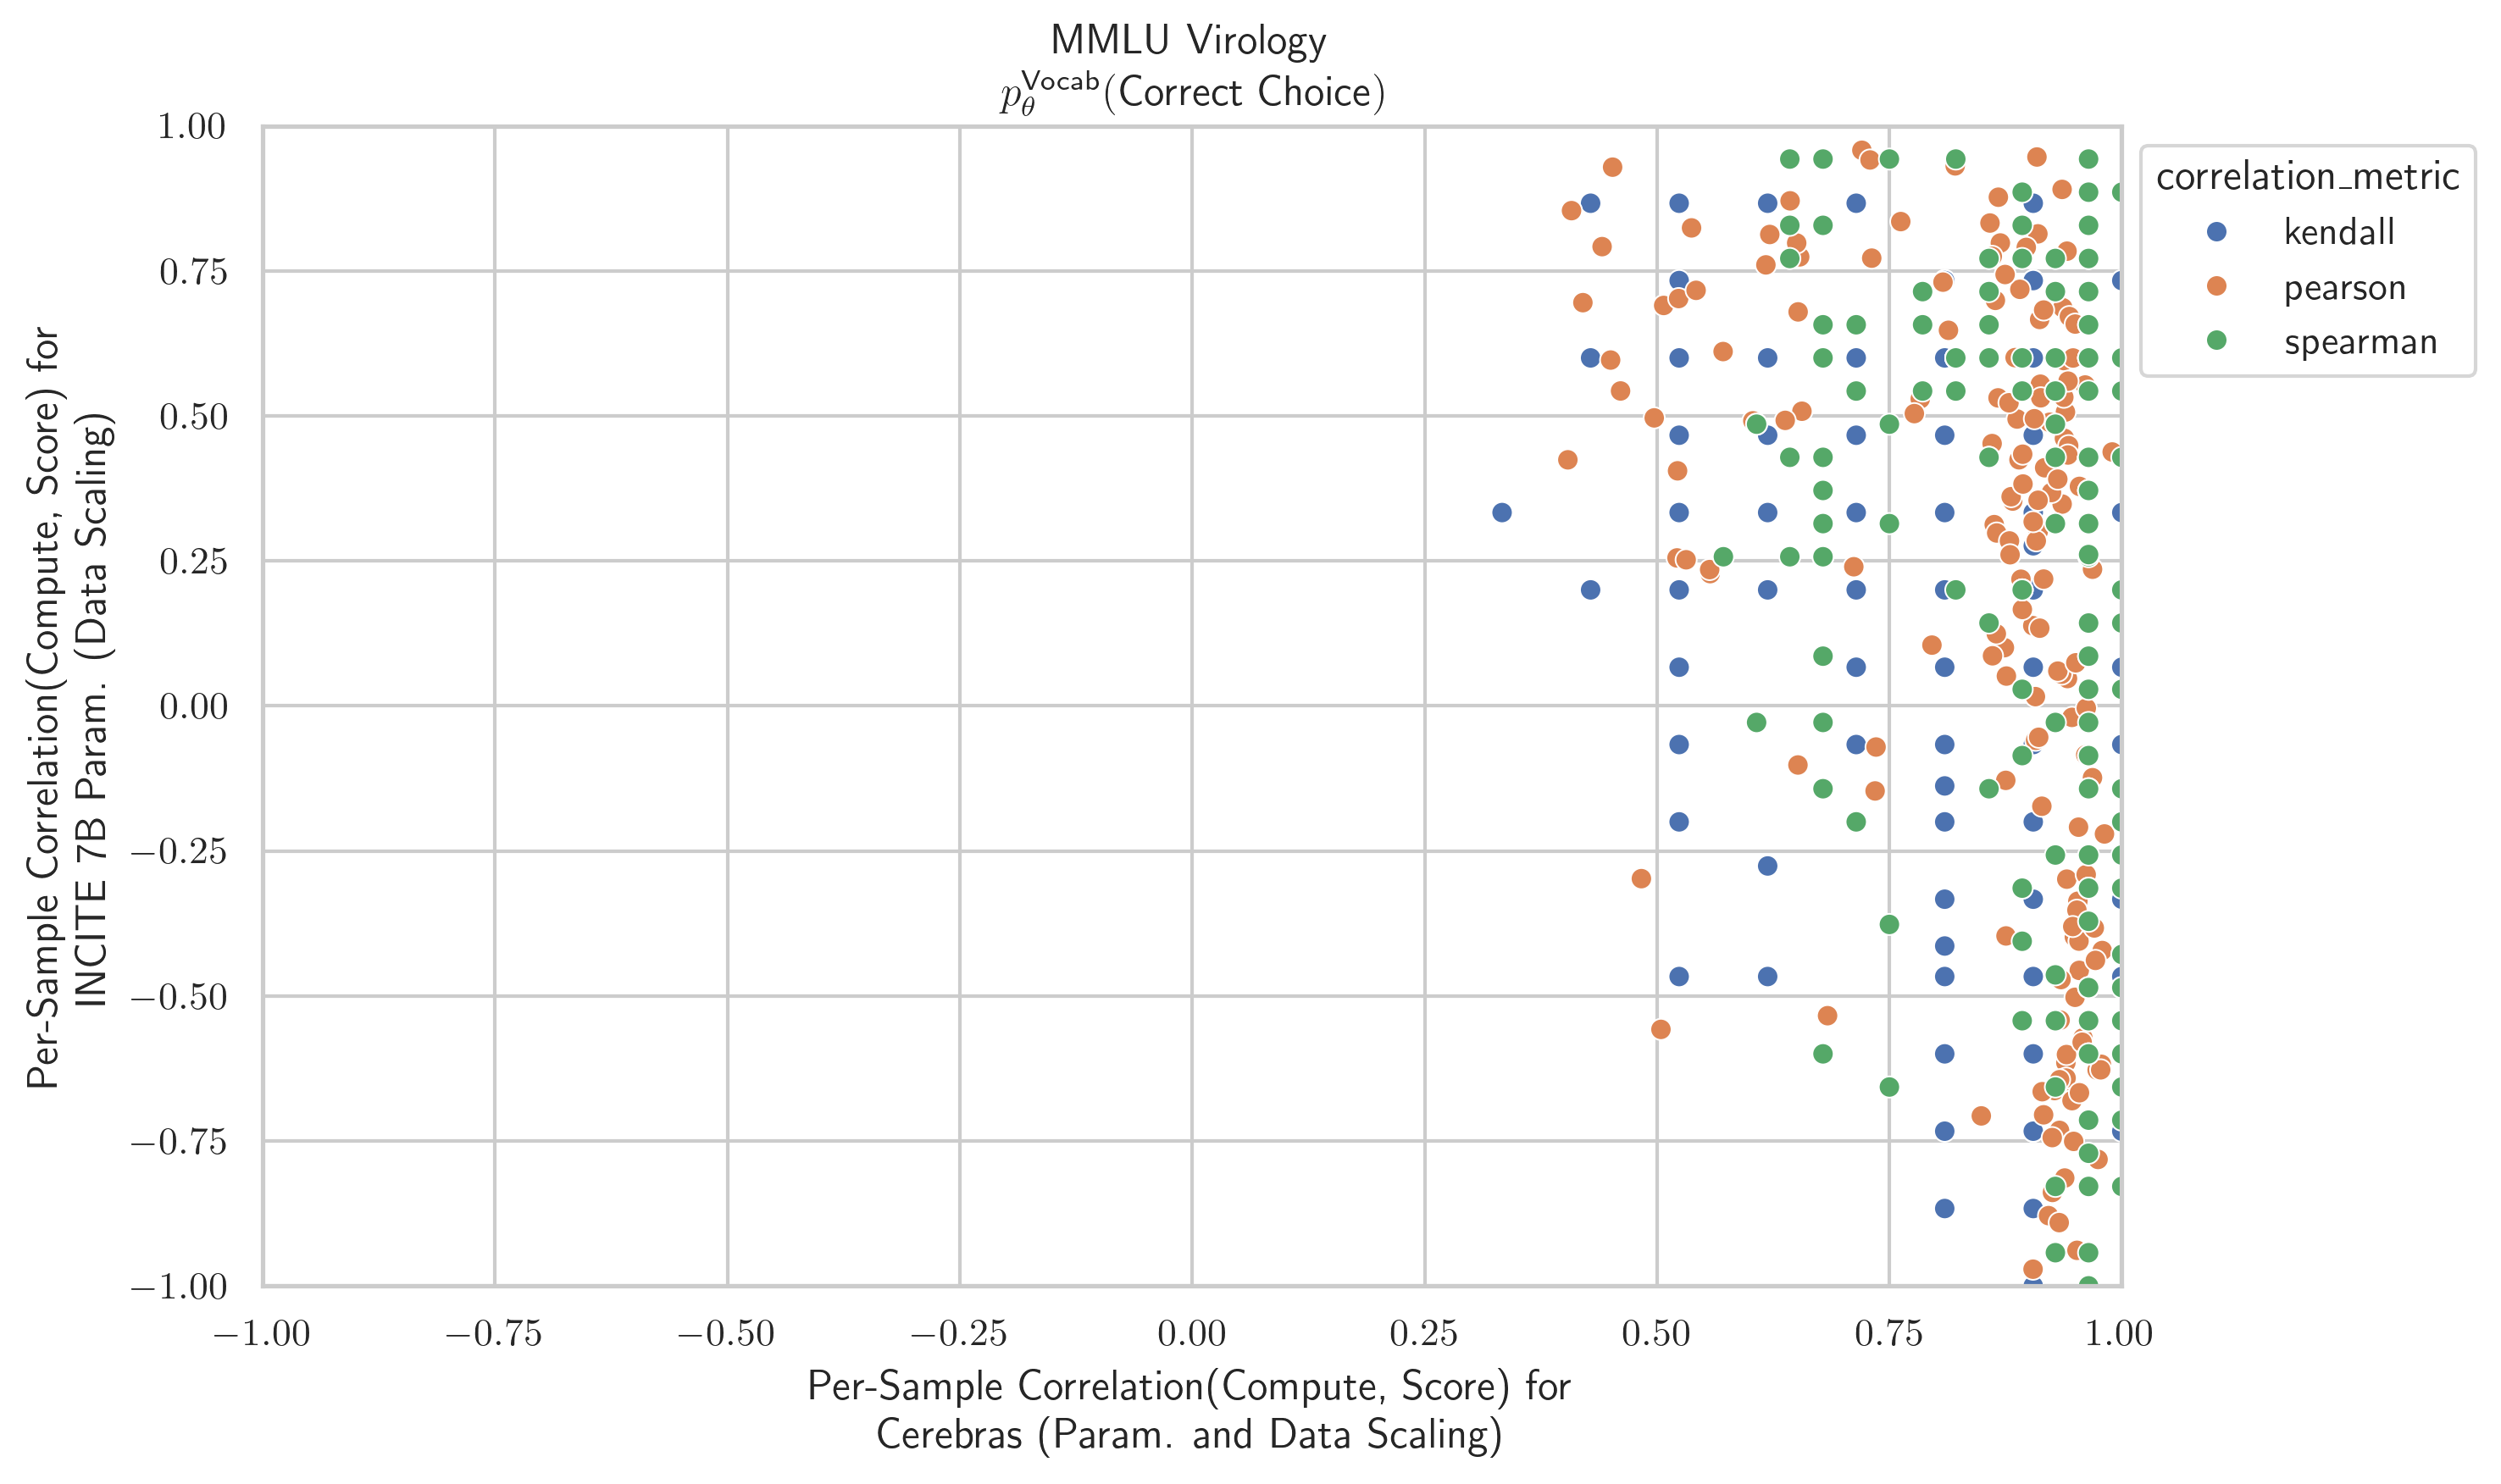 MMLU Virology
p_θ^Vocab(Correct Choice)
1.00
0.75
0.50
0.25
0.00
−0.25
−0.50
−0.75
−1.00
Per-Sample Correlation(Compute, Score) for
INCITE 7B Param. (Data Scaling)
−1.00 −0.75 −0.50 −0.25 0.00 0.25 0.50 0.75 1.00
Per-Sample Correlation(Compute, Score) for
Cerebras (Param. and Data Scaling)
correlation_metric
kendall
pearson
spearman